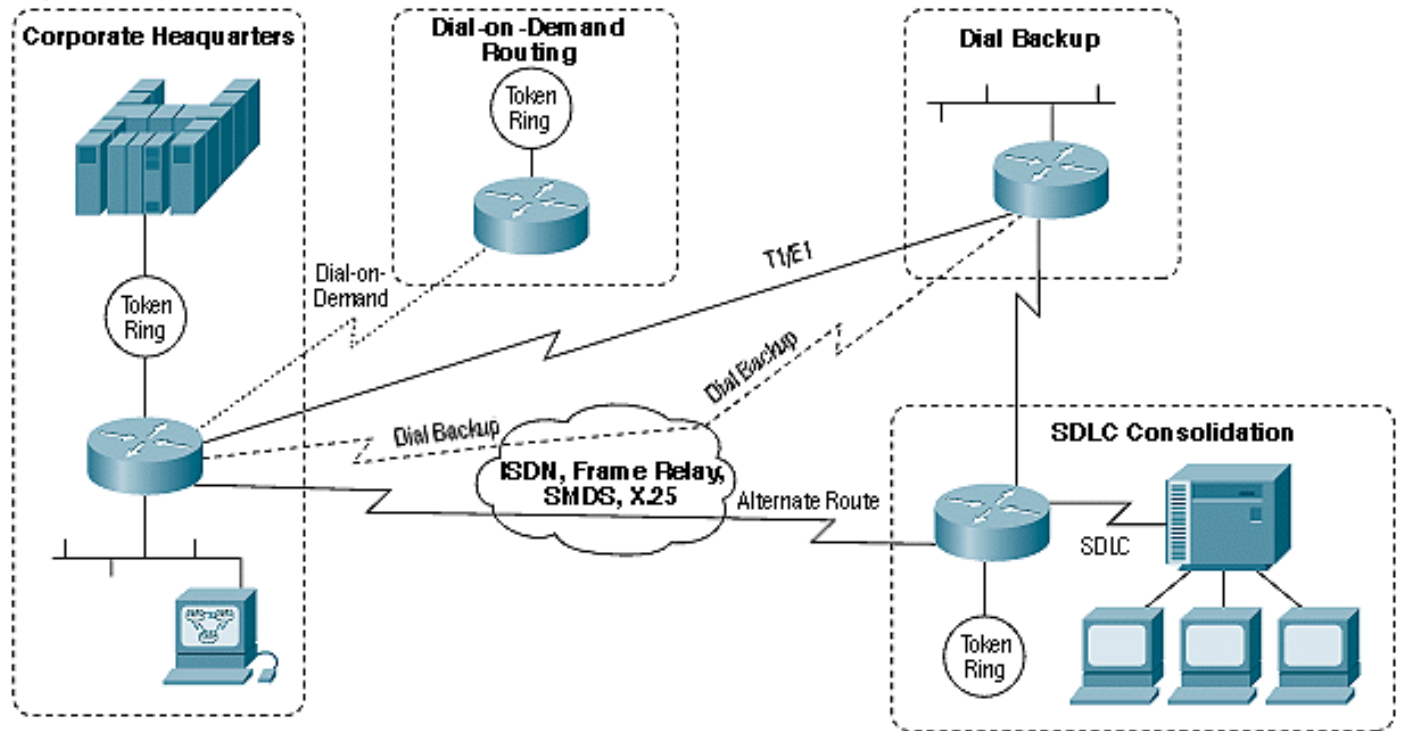 Corporate Heaquarters
Dial-on-Demand
Routing
Dial Backup
Token
Ring
Token
Ring
Dial-on-
Demand
T1/E1
Dial Backup
Dial Backup
ISDN, Frame Relay,
SMDS, X.25
Alternate Route
SDLC Consolidation
SDLC
Token
Ring